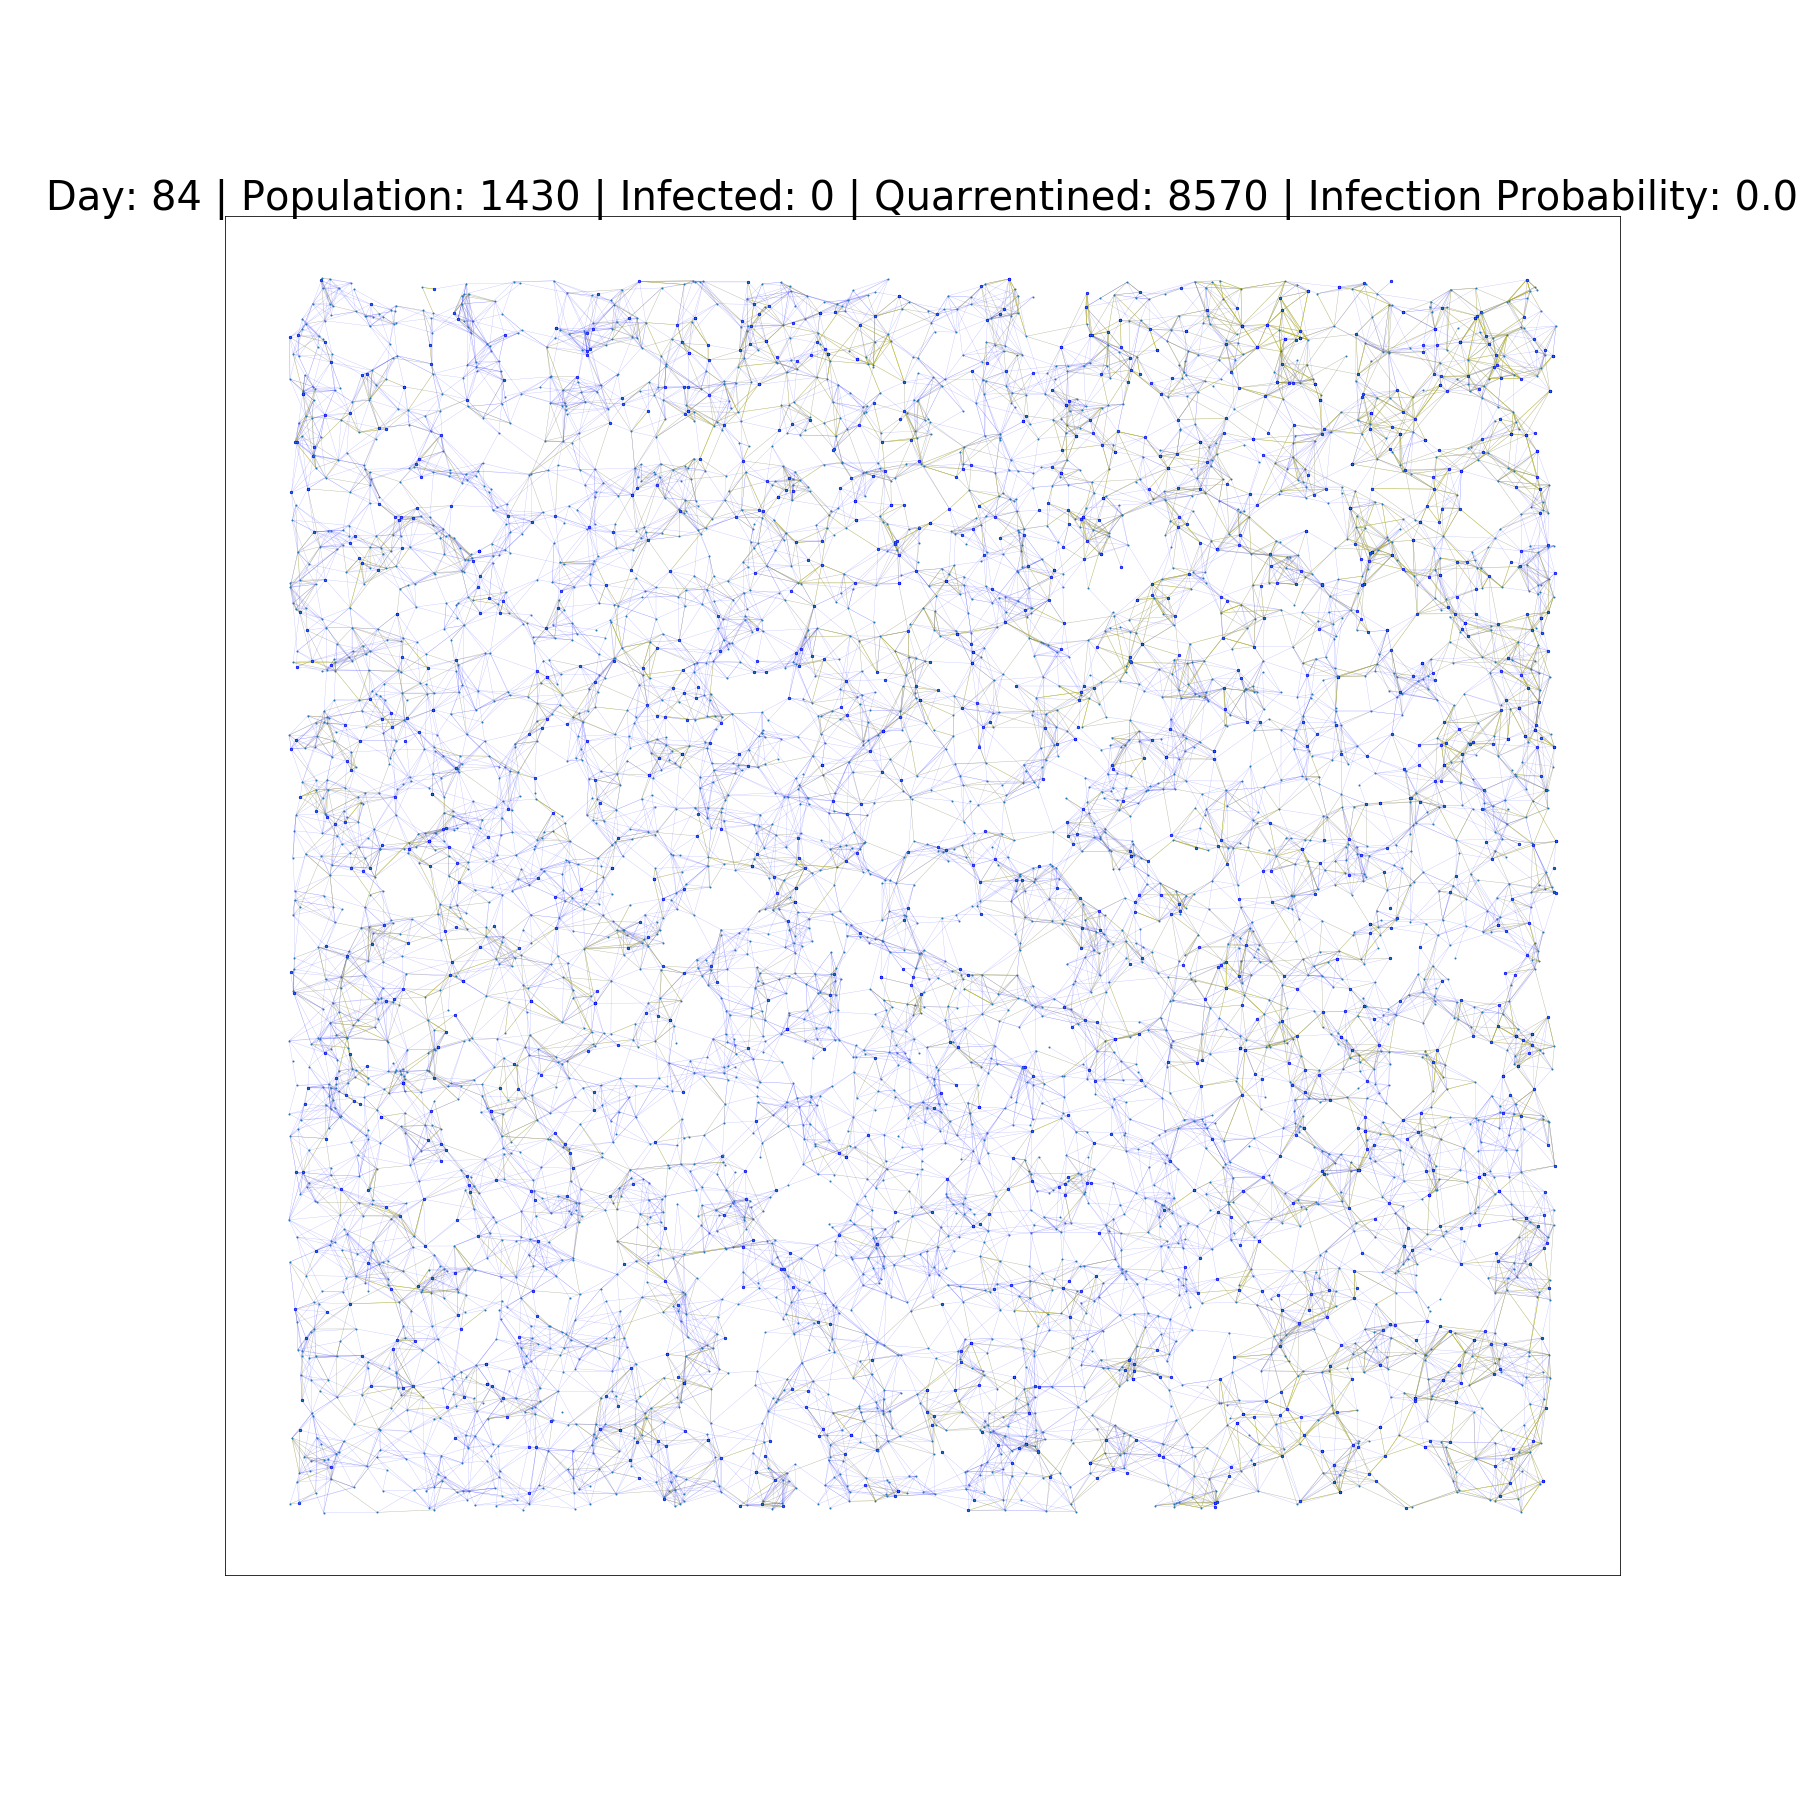 Day: 84 | Population: 1430 | Infected: 0 | Quarrentined: 8570 | Infection Probability: 0.0